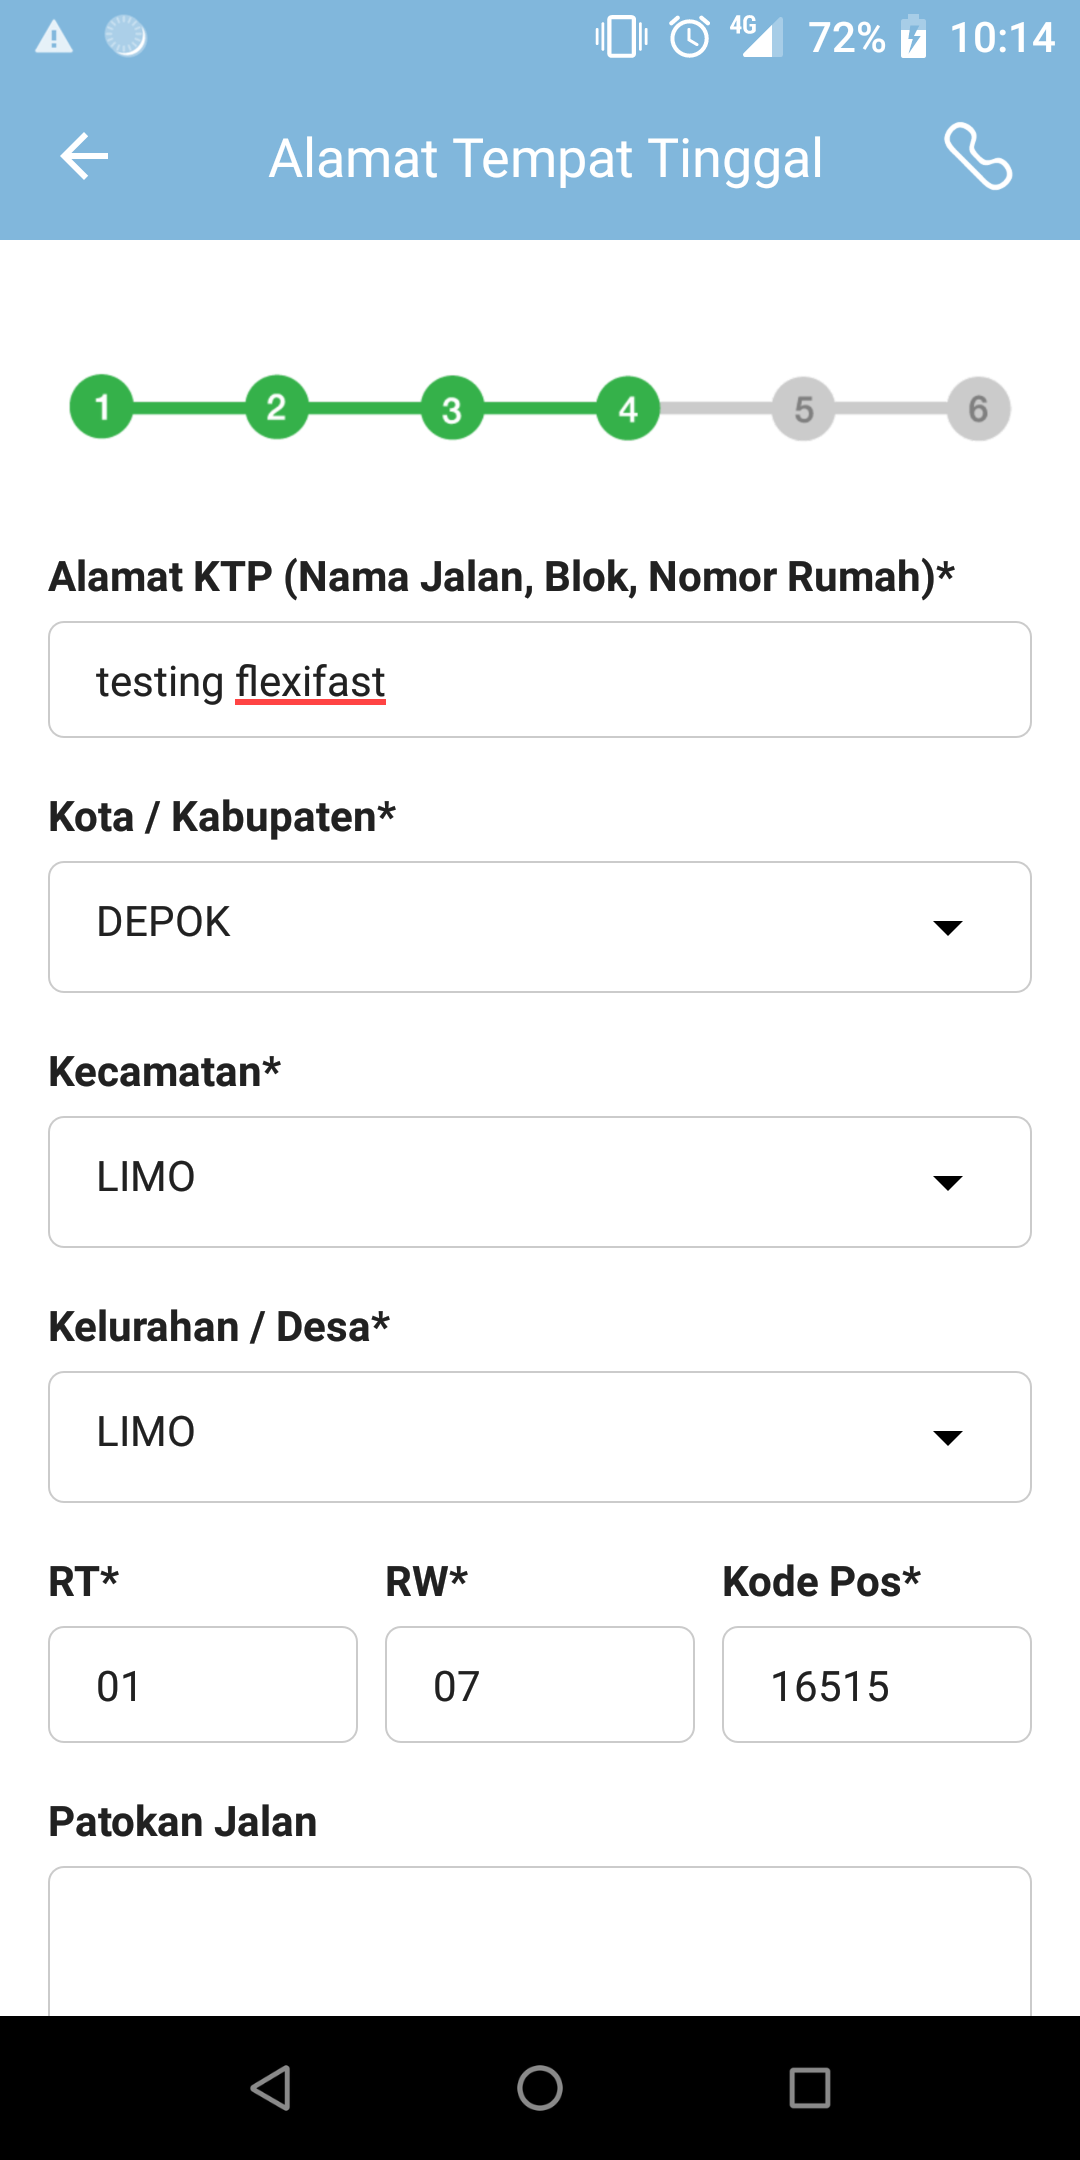 4G 72% 10:14
Alamat Tempat Tinggal
1 2 3 4 5 6
Alamat KTP (Nama Jalan, Blok, Nomor Rumah)*
testing flexifast
Kota / Kabupaten*
DEPOK
Kecamatan*
LIMO
Kelurahan / Desa*
LIMO
RT* RW* Kode Pos*
01 07 16515
Patokan Jalan